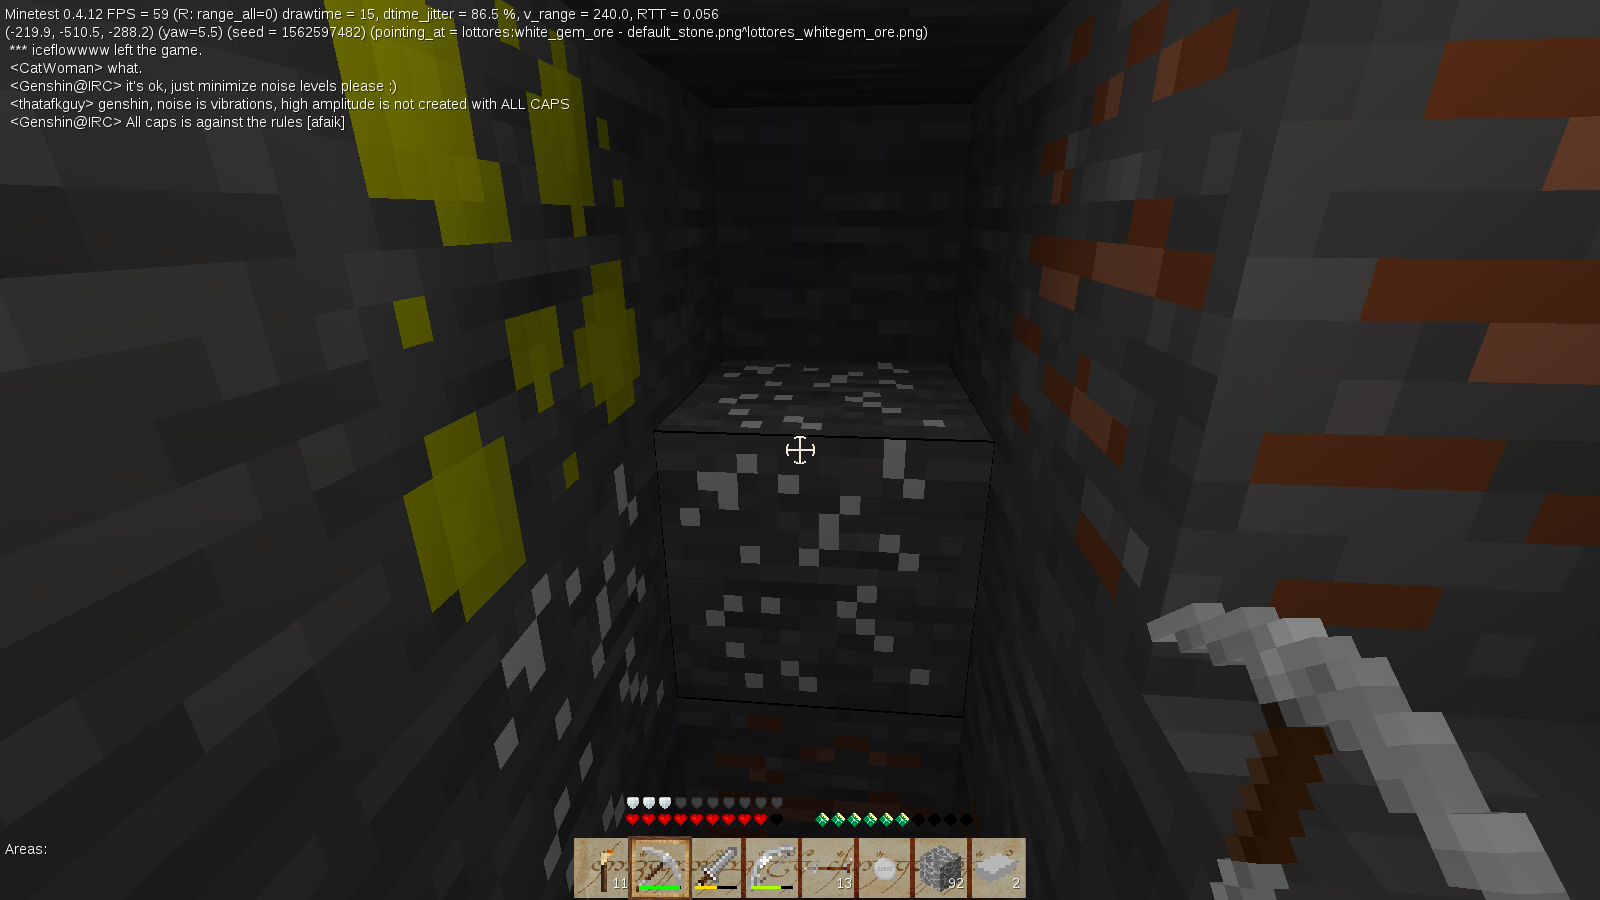 Minetest 0.4.12 FPS = 59 (R: range_all=0) drawtime = 15, dtime_jitter = 86.5 %, v_range = 240.0, RTT = 0.056
(-219.9, -510.5, -288.2) (yaw=5.5) (seed = 1562597482) (pointing_at = lottores:white_gem_ore - default_stone.png^lottores_whitegem_ore.png)
*** iceflowwww left the game.
<CatWoman> what.
<Genshin@IRC> it's ok, just minimize noise levels please :)
<thatafkguy> genshin, noise is vibrations, high amplitude is not created with ALL CAPS
<Genshin@IRC> All caps is against the rules [afaik]
Areas:
11 13 92 2